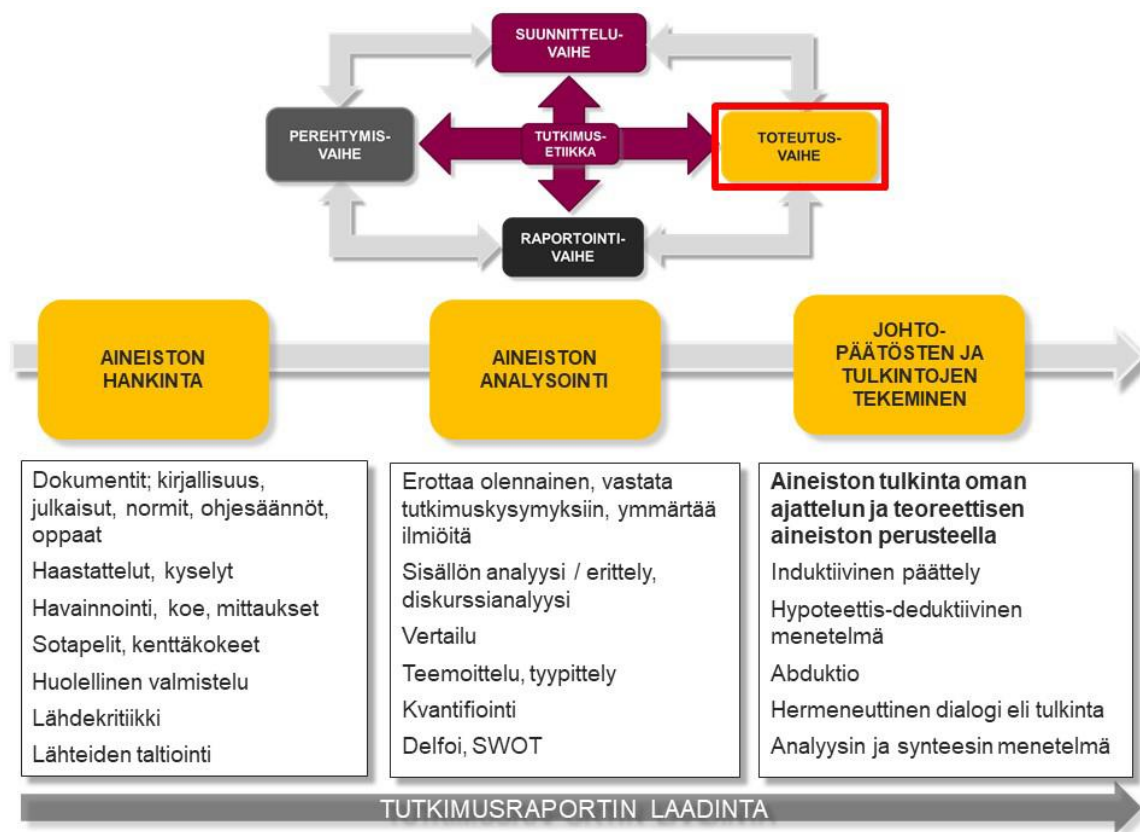 SUUNNITTELU-
VAIHE
PEREHTYMIS-
VAIHE
TUTKIMUS-
ETIIKKA
TOTEUTUS-
VAIHE
RAPORTOINTI-
VAIHE
AINEISTON
HANKINTA
AINEISTON
ANALYSOINTI
JOHTO-
PÄÄTÖSTEN JA
TULKINTOJEN
TEKEMINEN
Dokumentit; kirjallisuus,
julkaisut, normit, ohjesäännöt,
oppaat
Haastattelut, kyselyt
Havainnointi, koe, mittaukset
Sotapelit, kenttäkokeet
Huolellinen valmistelu
Lähdekritiikki
Lähteiden taltiointi
Erottaa olennainen, vastata
tutkimuskysymyksiin, ymmärtää
ilmiöitä
Sisällön analyysi / erittely,
diskurssianalyysi
Vertailu
Teemoittelu, tyypittely
Kvantifiointi
Delfoi, SWOT
Aineiston tulkinta oman
ajattelun ja teoreettisen
aineiston perusteella
Induktiivinen päättely
Hypoteettis-deduktiivinen
menetelmä
Abduktio
Hermeneuttinen dialogi eli tulkinta
Analyysin ja synteesin menetelmä
TUTKIMUSRAPORTIN LAADINTA